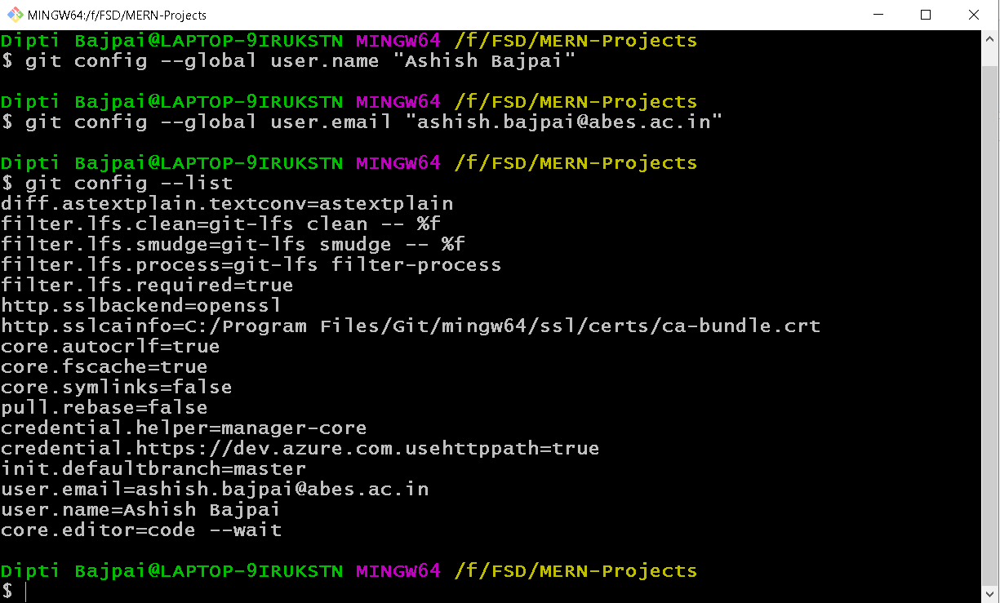 MINGW64:/f/FSD/MERN-Projects
Dipti Bajpai@LAPTOP-9IRUKSTN MINGW64 /f/FSD/MERN-Projects
$ git config --global user.name "Ashish Bajpai"
Dipti Bajpai@LAPTOP-9IRUKSTN MINGW64 /f/FSD/MERN-Projects
$ git config --global user.email "ashish.bajpai@abes.ac.in"
Dipti Bajpai@LAPTOP-9IRUKSTN MINGW64 /f/FSD/MERN-Projects
$ git config --list
diff.astextplain.textconv=astextplain
filter.lfs.clean=git-lfs clean -- %f
filter.lfs.smudge=git-lfs smudge -- %f
filter.lfs.process=git-lfs filter-process
filter.lfs.required=true
http.sslbackend=openssl
http.sslcainfo=C:/Program Files/Git/mingw64/ssl/certs/ca-bundle.crt
core.autocrlf=true
core.fscache=true
core.symlinks=false
pull.rebase=false
credential.helper=manager-core
credential.https://dev.azure.com.usehttppath=true
init.defaultbranch=master
user.email=ashish.bajpai@abes.ac.in
user.name=Ashish Bajpai
core.editor=code --wait
Dipti Bajpai@LAPTOP-9IRUKSTN MINGW64 /f/FSD/MERN-Projects
$